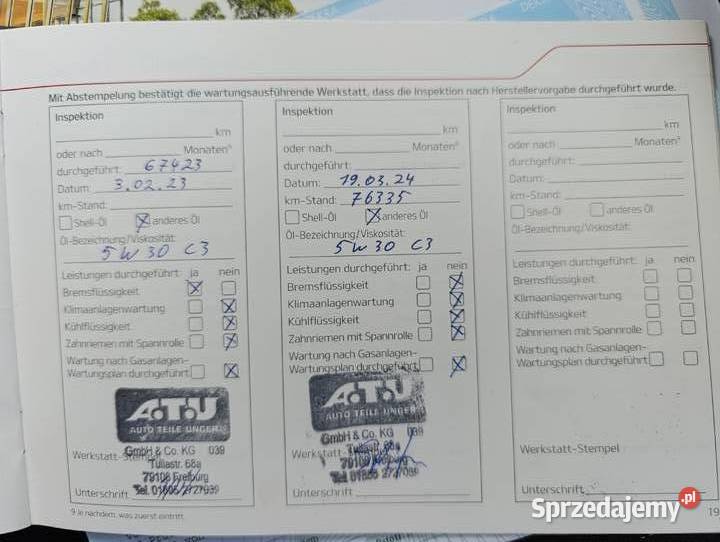 Mit Abstempelung bestätigt die wartungsausführende Werkstatt, dass die Inspektion nach Herstellervorgabe durchgeführt wurde.
Inspektion
km
oder nach Monaten⁹
durchgeführt: 67423
Datum: 3.02.23
km-Stand:
Shell-Öl anderes Öl
Öl-Bezeichnung/Viskosität:
5W30 C3
Leistungen durchgeführt: ja nein
Bremsflüssigkeit
Klimaanlagenwartung
Kühlflüssigkeit
Zahnriemen mit Spannrolle
Wartung nach Gasanlagen-
Wartungsplan durchgeführt
A.T.U
AUTO TEILE UNGER
GmbH & Co. KG 039
Werkstatt-Stempel
Tullastr. 68a
79108 Freiburg
Tel. 01805 2727039
Unterschrift
9 Je nachdem, was zuerst eintritt
Inspektion
km
oder nach Monaten⁹
durchgeführt:
Datum: 19.03.24
km-Stand: 76335
Shell-Öl anderes Öl
Öl-Bezeichnung/Viskosität:
5W30 C3
Leistungen durchgeführt: ja nein
Bremsflüssigkeit
Klimaanlagenwartung
Kühlflüssigkeit
Zahnriemen mit Spannrolle
Wartung nach Gasanlagen-
Wartungsplan durchgeführt
A.T.U
AUTO TEILE UNGER
GmbH & Co. KG 039
Werkstatt-
Unterschrift
Inspektion
km
oder nach Monaten⁹
durchgeführt:
Datum:
km-Stand:
Shell-Öl anderes Öl
Öl-Bezeichnung/Viskosität:
Leistungen durchgeführt: ja nein
Bremsflüssigkeit
Klimaanlagenwartung
Kühlflüssigkeit
Zahnriemen mit Spannrolle
Wartung nach Gasanlagen-
Wartungsplan durchgeführt
Werkstatt-Stempel
Unterschrift
19
Sprzedajemy.pl